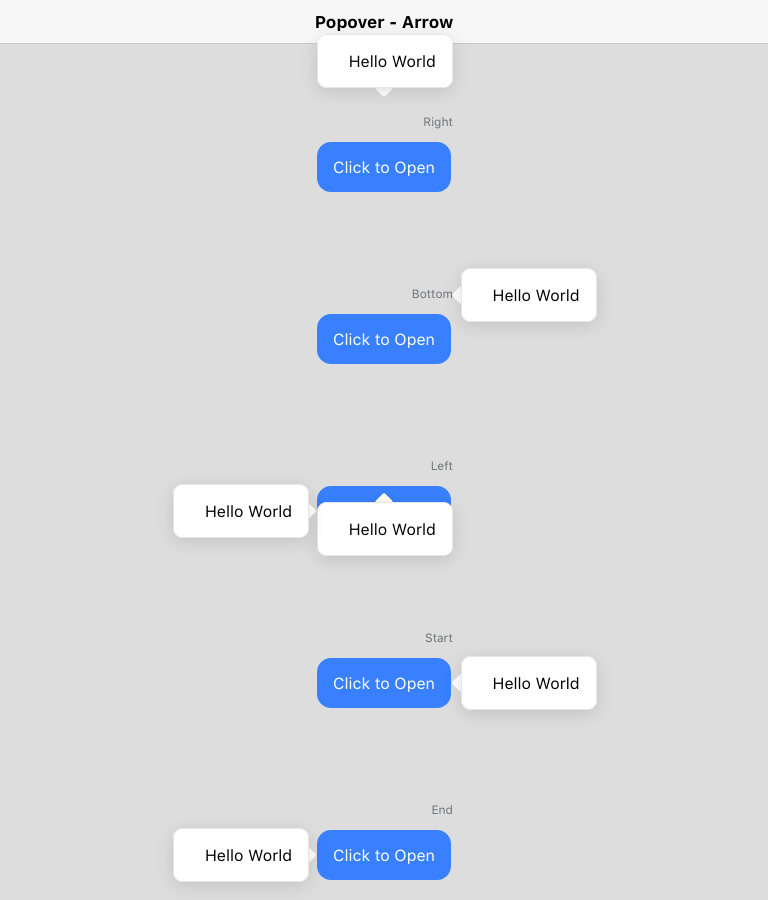 Popover - Arrow
Hello World
Right
Click to Open
Bottom
Hello World
Click to Open
Left
Hello World
Hello World
Start
Click to Open
Hello World
End
Hello World
Click to Open